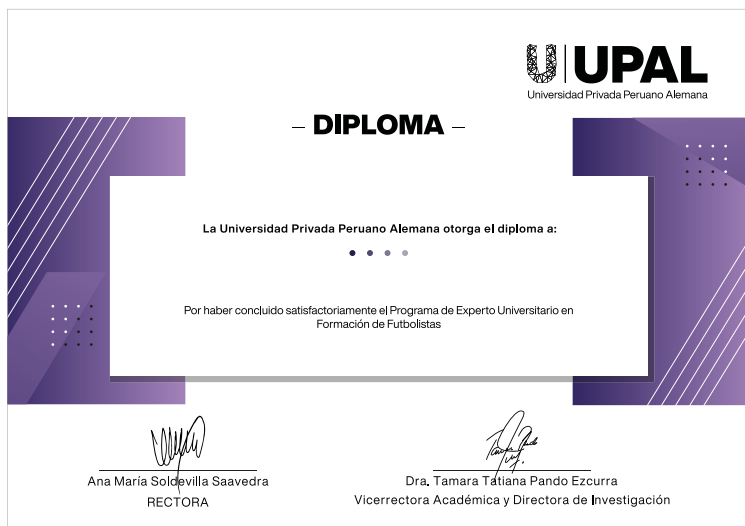 UPAL
Universidad Privada Peruano Alemana
– DIPLOMA –
La Universidad Privada Peruano Alemana otorga el diploma a:
Por haber concluido satisfactoriamente el Programa de Experto Universitario en
Formación de Futbolistas
Ana María Soldevilla Saavedra
RECTORA
Dra. Tamara Tatiana Pando Ezcurra
Vicerrectora Académica y Directora de Investigación